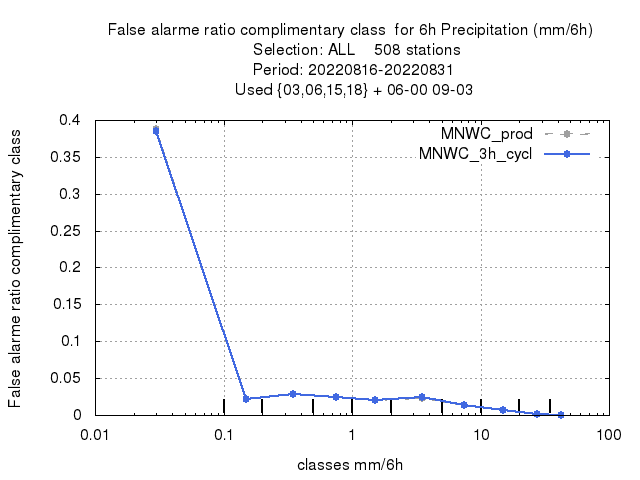 False alarme ratio complimentary class  for 6h Precipitation (mm/6h)
Selection: ALL    508 stations
Period: 20220816-20220831
Used {03,06,15,18} + 06-00 09-03
MNWC_prod
MNWC_3h_cycl
False alarme ratio complimentary class
0.4
0.35
0.3
0.25
0.2
0.15
0.1
0.05
0
0.01
0.1
1
10
100
classes mm/6h